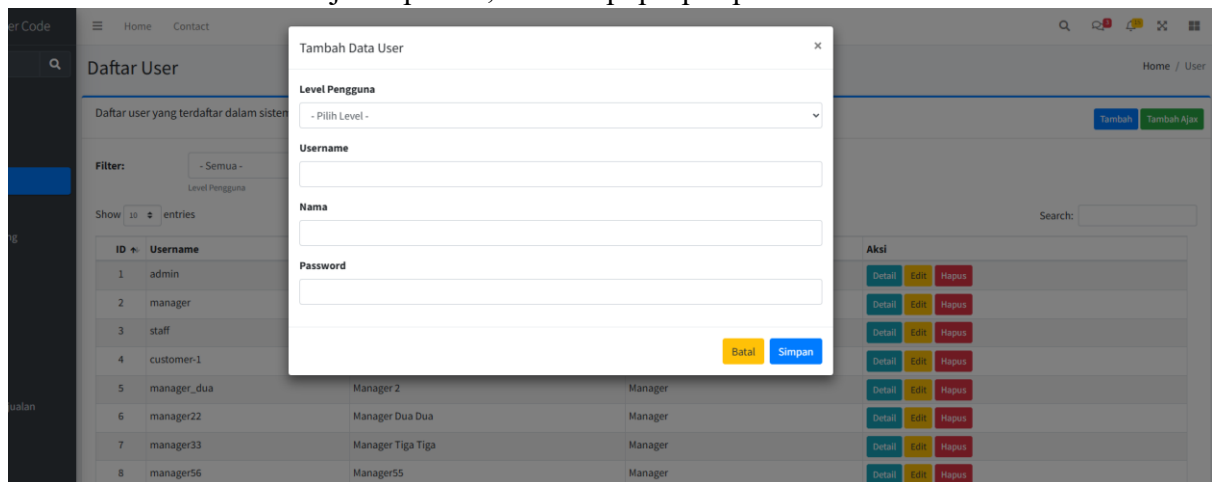 er Code
Home Contact
Tambah Data User ×
Daftar User
Home / User
Level Pengguna
Daftar user yang terdaftar dalam sisten
- Pilih Level -
Tambah Tambah Ajax
Username
Filter: - Semua -
Level Pengguna
Nama
Show 10 entries
Search:
ng
Password
ID Username Aksi
1 admin Detail Edit Hapus
2 manager Detail Edit Hapus
3 staff Detail Edit Hapus
Batal Simpan
4 customer-1 Detail Edit Hapus
5 manager_dua Manager 2 Manager Detail Edit Hapus
jualan
6 manager22 Manager Dua Dua Manager Detail Edit Hapus
7 manager33 Manager Tiga Tiga Manager Detail Edit Hapus
8 manager56 Manager55 Manager Detail Edit Hapus